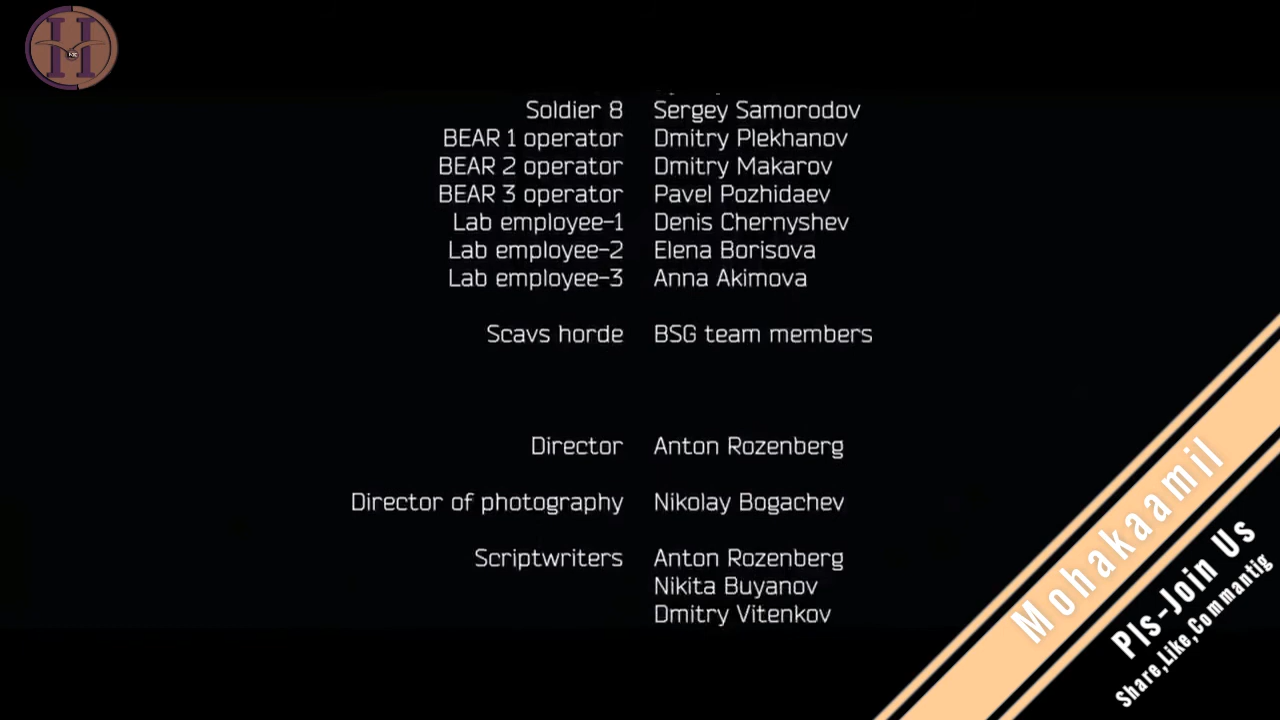 Soldier 8 Sergey Samorodov
BEAR 1 operator Dmitry Plekhanov
BEAR 2 operator Dmitry Makarov
BEAR 3 operator Pavel Pozhidaev
Lab employee-1 Denis Chernyshev
Lab employee-2 Elena Borisova
Lab employee-3 Anna Akimova
Scavs horde BSG team members
Director Anton Rozenberg
Director of photography Nikolay Bogachev
Scriptwriters Anton Rozenberg
Nikita Buyanov
Dmitry Vitenkov
Mohakaamil
Pls-Join Us
Share,Like,Commantig
H